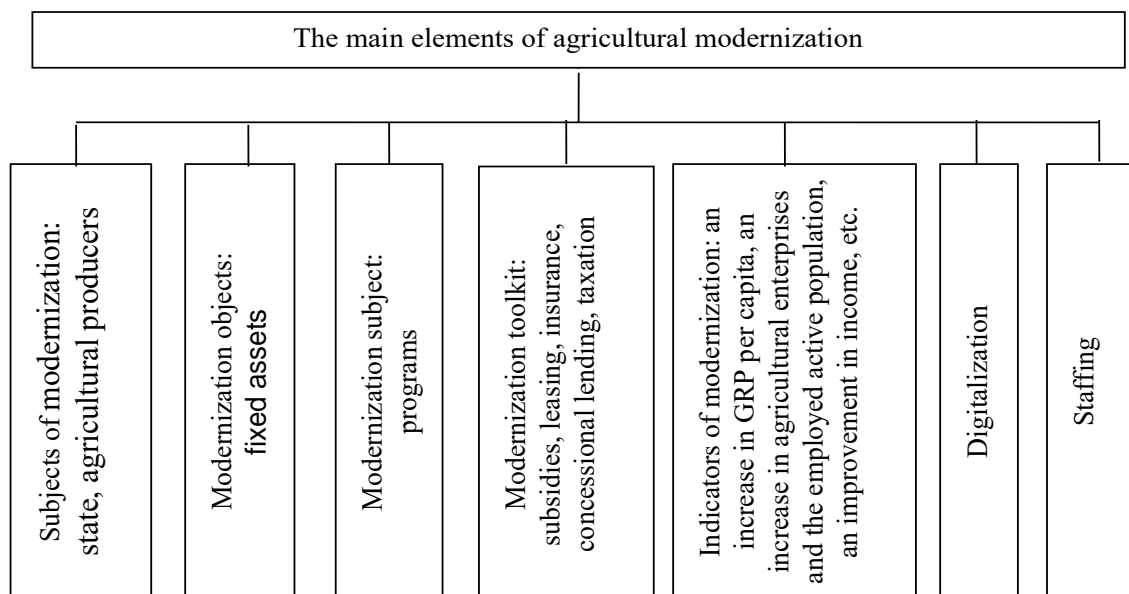 The main elements of agricultural modernization
Subjects of modernization:
state, agricultural producers
Modernization objects:
fixed assets
Modernization subject:
programs
Modernization toolkit:
subsidies, leasing, insurance,
concessional lending, taxation
Indicators of modernization: an
increase in GRP per capita, an
increase in agricultural enterprises
and the employed active population,
an improvement in income, etc.
Digitalization
Staffing